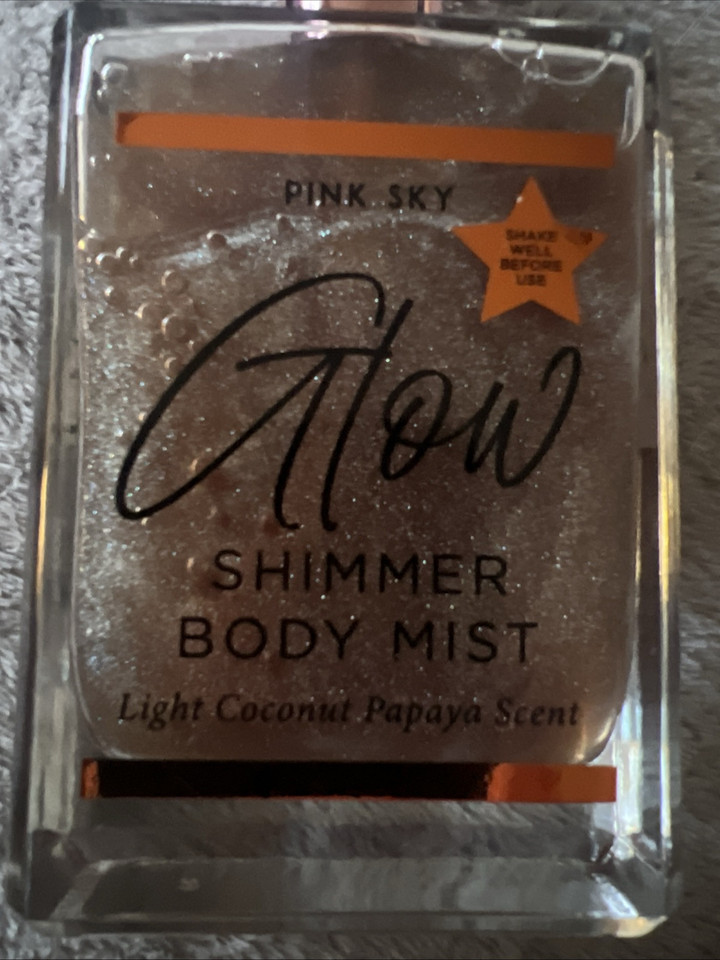 PINK SKY
SHAKE
WELL
BEFORE
USE
Glow
SHIMMER
BODY MIST
Light Coconut Papaya Scent